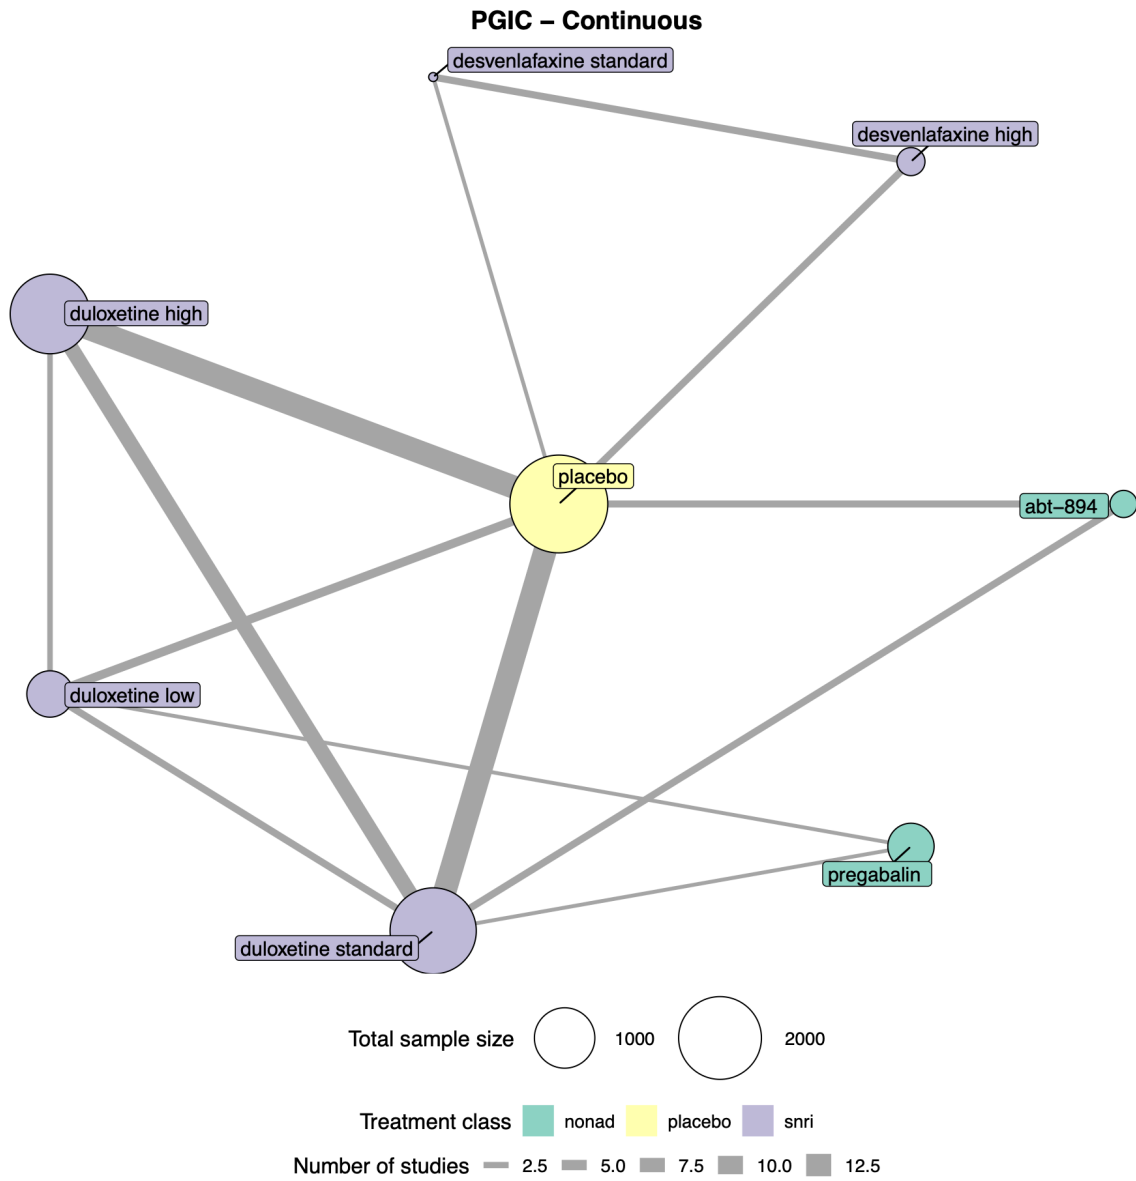 PGIC – Continuous
desvenlafaxine standard
desvenlafaxine high
duloxetine high
placebo
abt−894
duloxetine low
pregabalin
duloxetine standard
Total sample size 1000 2000
Treatment class nonad placebo snri
Number of studies 2.5 5.0 7.5 10.0 12.5